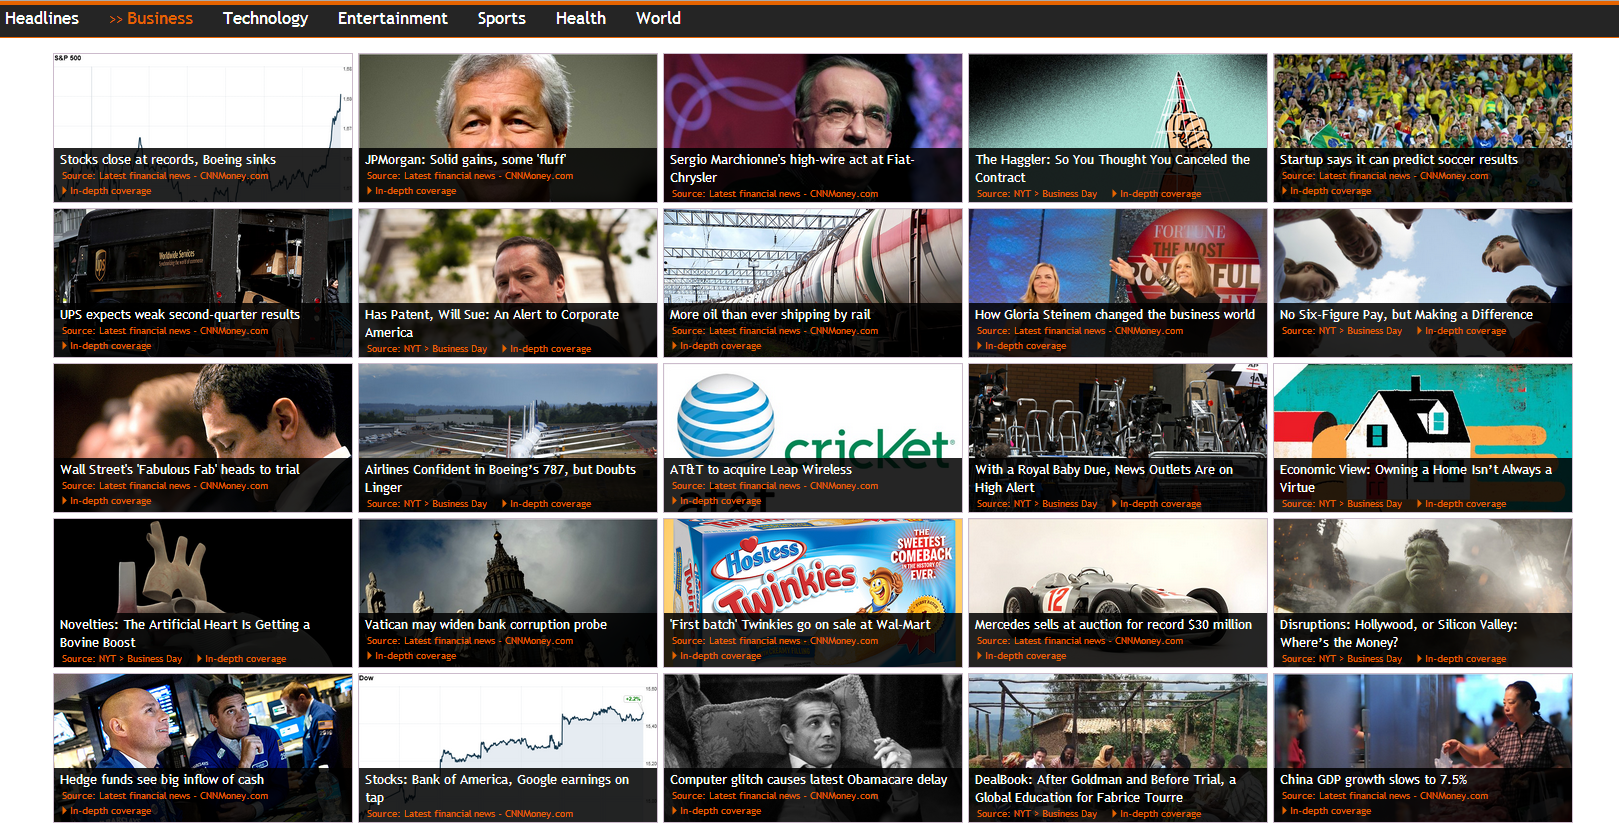 Headlines >> Business Technology Entertainment Sports Health World
S&P 500
Stocks close at records, Boeing sinks
Source: Latest financial news - CNNMoney.com
In-depth coverage
JPMorgan: Solid gains, some 'fluff'
Source: Latest financial news - CNNMoney.com
In-depth coverage
Sergio Marchionne's high-wire act at Fiat-
Chrysler
Source: Latest financial news - CNNMoney.com
The Haggler: So You Thought You Canceled the
Contract
Source: NYT > Business Day In-depth coverage
Startup says it can predict soccer results
Source: Latest financial news - CNNMoney.com
In-depth coverage
ups
Worldwide Services
UPS expects weak second-quarter results
Source: Latest financial news - CNNMoney.com
In-depth coverage
Has Patent, Will Sue: An Alert to Corporate
America
Source: NYT > Business Day In-depth coverage
More oil than ever shipping by rail
Source: Latest financial news - CNNMoney.com
In-depth coverage
FORTUNE
THE MOST
How Gloria Steinem changed the business world
Source: Latest financial news - CNNMoney.com
In-depth coverage
No Six-Figure Pay, but Making a Difference
Source: NYT > Business Day In-depth coverage
Wall Street's 'Fabulous Fab' heads to trial
Source: Latest financial news - CNNMoney.com
In-depth coverage
Airlines Confident in Boeing's 787, but Doubts
Linger
Source: NYT > Business Day In-depth coverage
cricket
AT&T to acquire Leap Wireless
Source: Latest financial news - CNNMoney.com
In-depth coverage
With a Royal Baby Due, News Outlets Are on
High Alert
Source: NYT > Business Day In-depth coverage
Economic View: Owning a Home Isn't Always a
Virtue
Source: NYT > Business Day In-depth coverage
Novelties: The Artificial Heart Is Getting a
Bovine Boost
Source: NYT > Business Day In-depth coverage
Vatican may widen bank corruption probe
Source: Latest financial news - CNNMoney.com
In-depth coverage
Hostess
Twinkies
THE
SWEETEST
COMEBACK
IN THE HISTORY OF
EVER.
'First batch' Twinkies go on sale at Wal-Mart
Source: Latest financial news - CNNMoney.com
In-depth coverage
12
Mercedes sells at auction for record $30 million
Source: Latest financial news - CNNMoney.com
In-depth coverage
Disruptions: Hollywood, or Silicon Valley:
Where's the Money?
Source: NYT > Business Day In-depth coverage
Hedge funds see big inflow of cash
Source: Latest financial news - CNNMoney.com
In-depth coverage
Dow
+2.2%
Stocks: Bank of America, Google earnings on
tap
Source: Latest financial news - CNNMoney.com
Computer glitch causes latest Obamacare delay
Source: Latest financial news - CNNMoney.com
In-depth coverage
DealBook: After Goldman and Before Trial, a
Global Education for Fabrice Tourre
Source: NYT > Business Day In-depth coverage
China GDP growth slows to 7.5%
Source: Latest financial news - CNNMoney.com
In-depth coverage